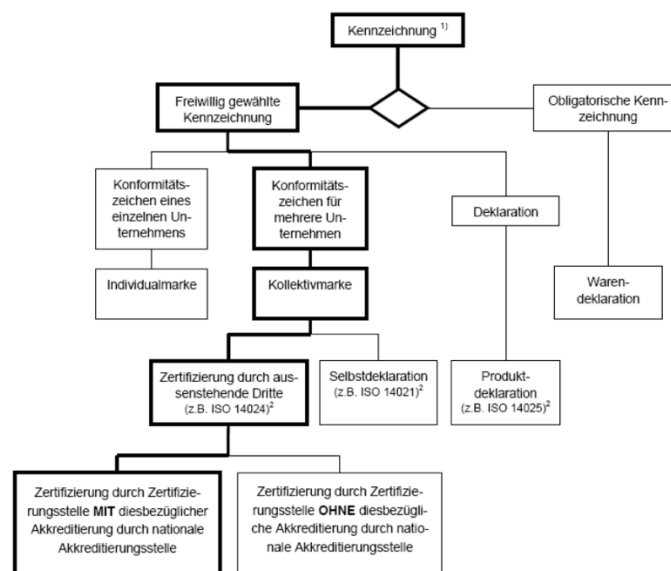 Kennzeichnung 1)
Freiwillig gewählte
Kennzeichnung
Obligatorische Kenn-
zeichnung
Konformitäts-
zeichen eines
einzelnen Un-
ternehmens
Konformitäts-
zeichen für
mehrere Un-
ternehmen
Deklaration
Individualmarke
Kollektivmarke
Waren-
deklaration
Zertifizierung durch aus-
senstehende Dritte
(z.B. ISO 14024)2
Selbstdeklaration
(z.B. ISO 14021)2
Produkt-
deklaration
(z.B. ISO 14025)2
Zertifizierung durch Zertifizie-
rungsstelle MIT diesbezüglicher
Akkreditierung durch nationale
Akkreditierungsstelle
Zertifizierung durch Zertifizie-
rungsstelle OHNE diesbezügli-
che Akkreditierung durch natio-
nale Akkreditierungsstelle